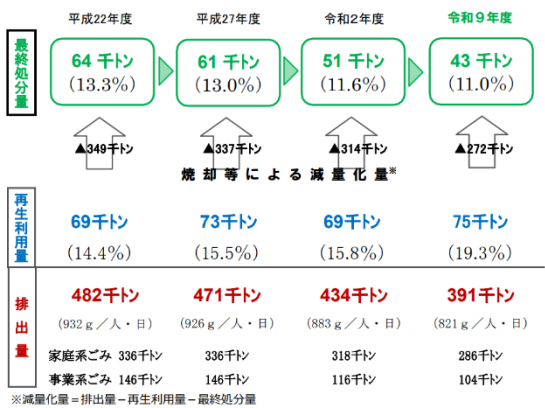 平成22年度 平成27年度 令和2年度 令和9年度
最終処分量
64 千トン 61 千トン 51 千トン 43 千トン
(13.3%) (13.0%) (11.6%) (11.0%)
▲349千トン ▲337千トン ▲314千トン ▲272千トン
焼却等による減量化量※
再生利用量
69千トン 73千トン 69千トン 75千トン
(14.4%) (15.5%) (15.8%) (19.3%)
排出量
482千トン 471千トン 434千トン 391千トン
(932ｇ／人・日) (926ｇ／人・日) (883ｇ／人・日) (821ｇ／人・日)
家庭系ごみ 336千トン 336千トン 318千トン 286千トン
事業系ごみ 146千トン 146千トン 116千トン 104千トン
※減量化量＝排出量－再生利用量－最終処分量